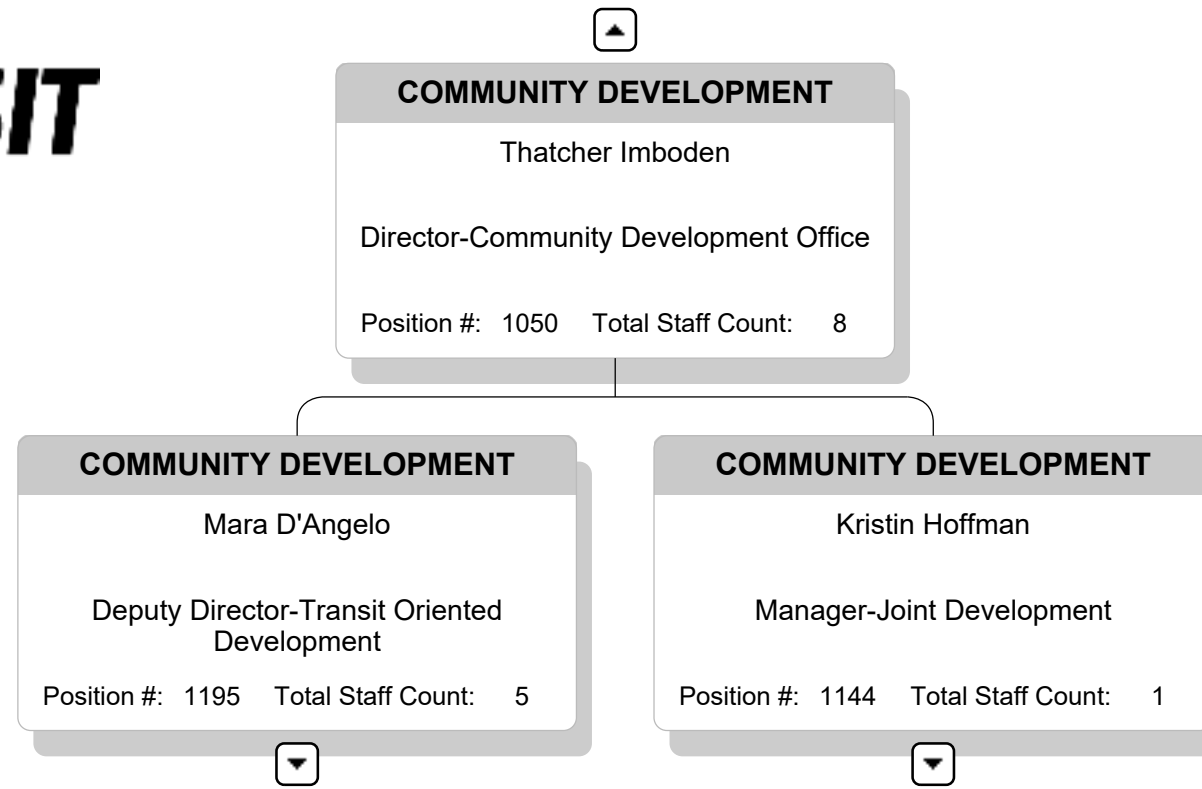 COMMUNITY DEVELOPMENT
Thatcher Imboden
Director-Community Development Office
Position #: 1050 Total Staff Count: 8
COMMUNITY DEVELOPMENT
Mara D'Angelo
Deputy Director-Transit Oriented
Development
Position #: 1195 Total Staff Count: 5
COMMUNITY DEVELOPMENT
Kristin Hoffman
Manager-Joint Development
Position #: 1144 Total Staff Count: 1